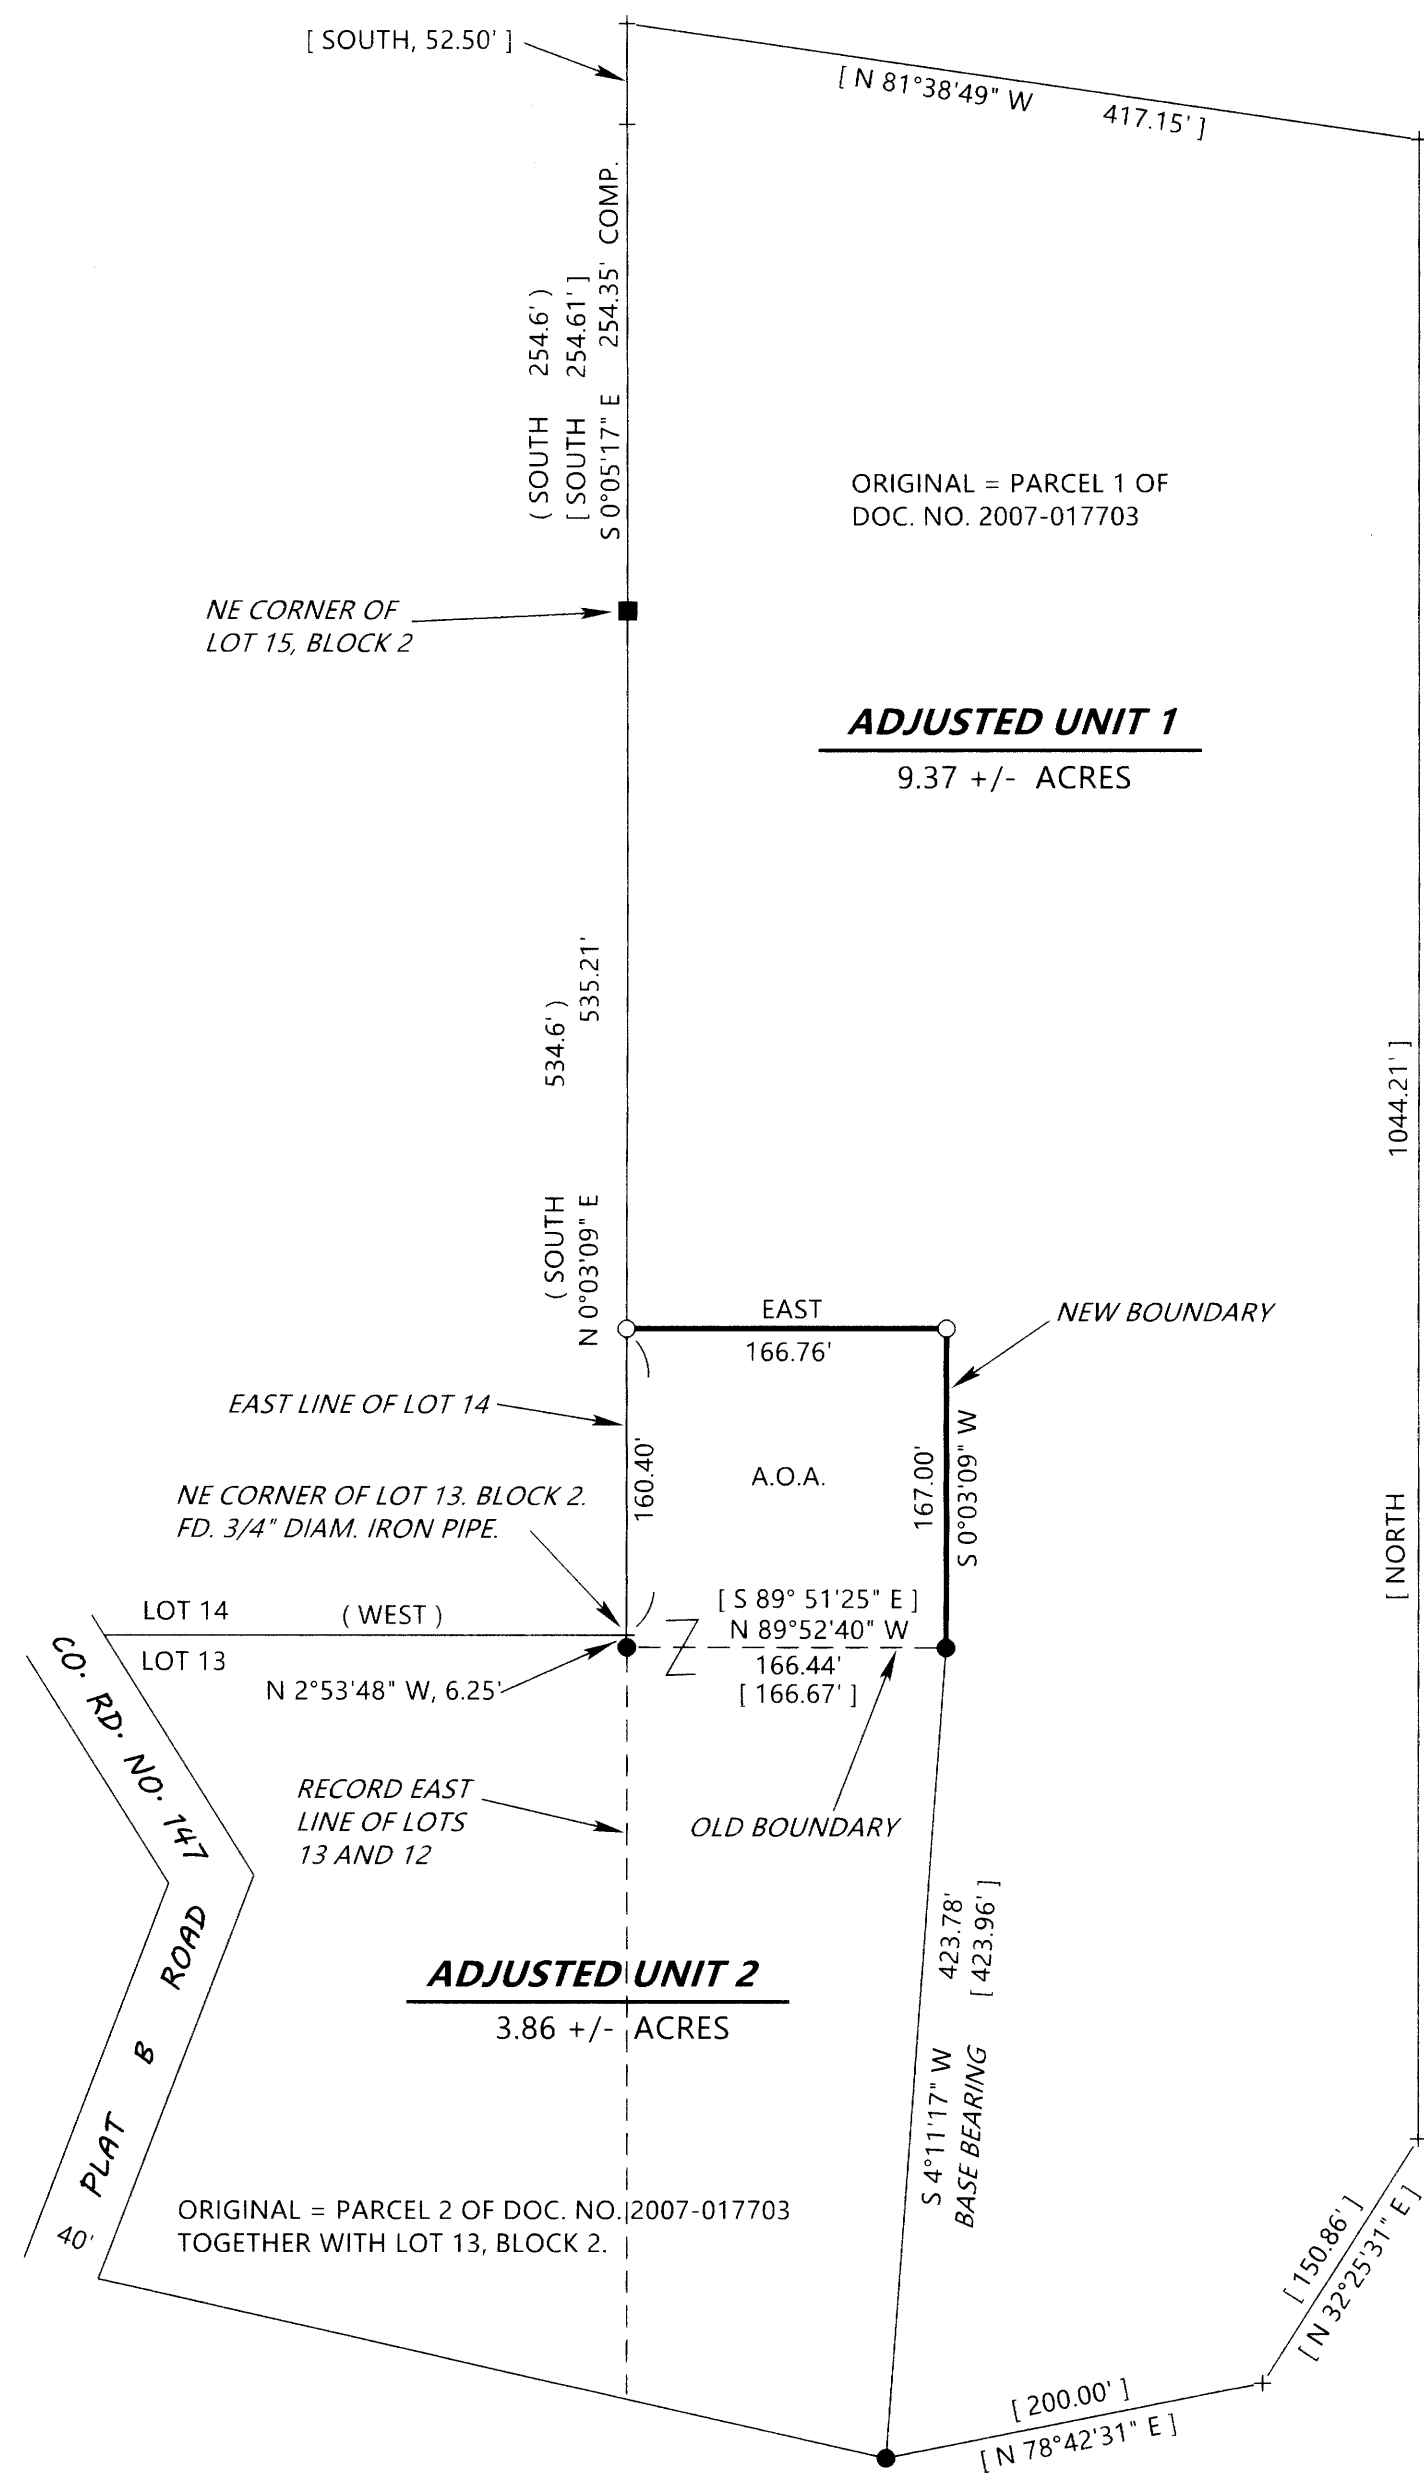 [ SOUTH, 52.50' ]
[ N 81°38'49" W 417.15' ]
( SOUTH 254.6' )
[ SOUTH 254.61' ]
S 0°05'17" E 254.35' COMP.
ORIGINAL = PARCEL 1 OF
DOC. NO. 2007-017703
NE CORNER OF
LOT 15, BLOCK 2
ADJUSTED UNIT 1
9.37 +/- ACRES
( SOUTH 534.6' )
N 0°03'09" E 535.21'
[ NORTH 1044.21' ]
EAST
166.76'
NEW BOUNDARY
EAST LINE OF LOT 14
160.40'
A.O.A.
167.00'
S 0°03'09" W
NE CORNER OF LOT 13. BLOCK 2.
FD. 3/4" DIAM. IRON PIPE.
[ S 89° 51'25" E ]
N 89°52'40" W
166.44'
[ 166.67' ]
LOT 14
( WEST )
LOT 13
N 2°53'48" W, 6.25'
CO. RD. NO. 147
RECORD EAST
LINE OF LOTS
13 AND 12
OLD BOUNDARY
PLAT B ROAD
40'
ADJUSTED UNIT 2
3.86 +/- ACRES
S 4°11'17" W 423.78'
BASE BEARING [ 423.96' ]
ORIGINAL = PARCEL 2 OF DOC. NO. 2007-017703
TOGETHER WITH LOT 13, BLOCK 2.
[ 150.86' ]
[ N 32°25'31" E ]
[ 200.00' ]
[ N 78°42'31" E ]